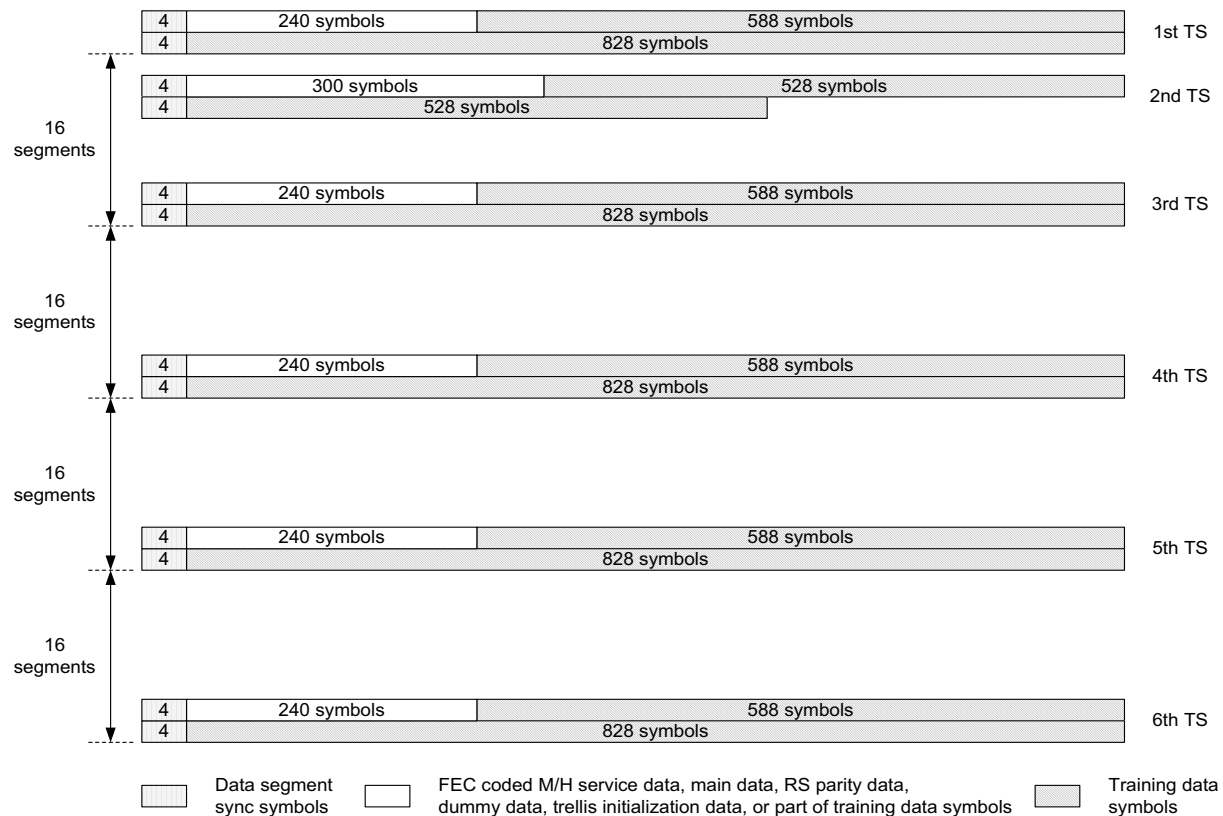 4 240 symbols 588 symbols
1st TS
4 828 symbols
4 300 symbols 528 symbols
2nd TS
4 528 symbols
16
segments
4 240 symbols 588 symbols
3rd TS
4 828 symbols
16
segments
4 240 symbols 588 symbols
4th TS
4 828 symbols
16
segments
4 240 symbols 588 symbols
5th TS
4 828 symbols
16
segments
4 240 symbols 588 symbols
6th TS
4 828 symbols
Data segment
sync symbols
FEC coded M/H service data, main data, RS parity data,
dummy data, trellis initialization data, or part of training data symbols
Training data
symbols